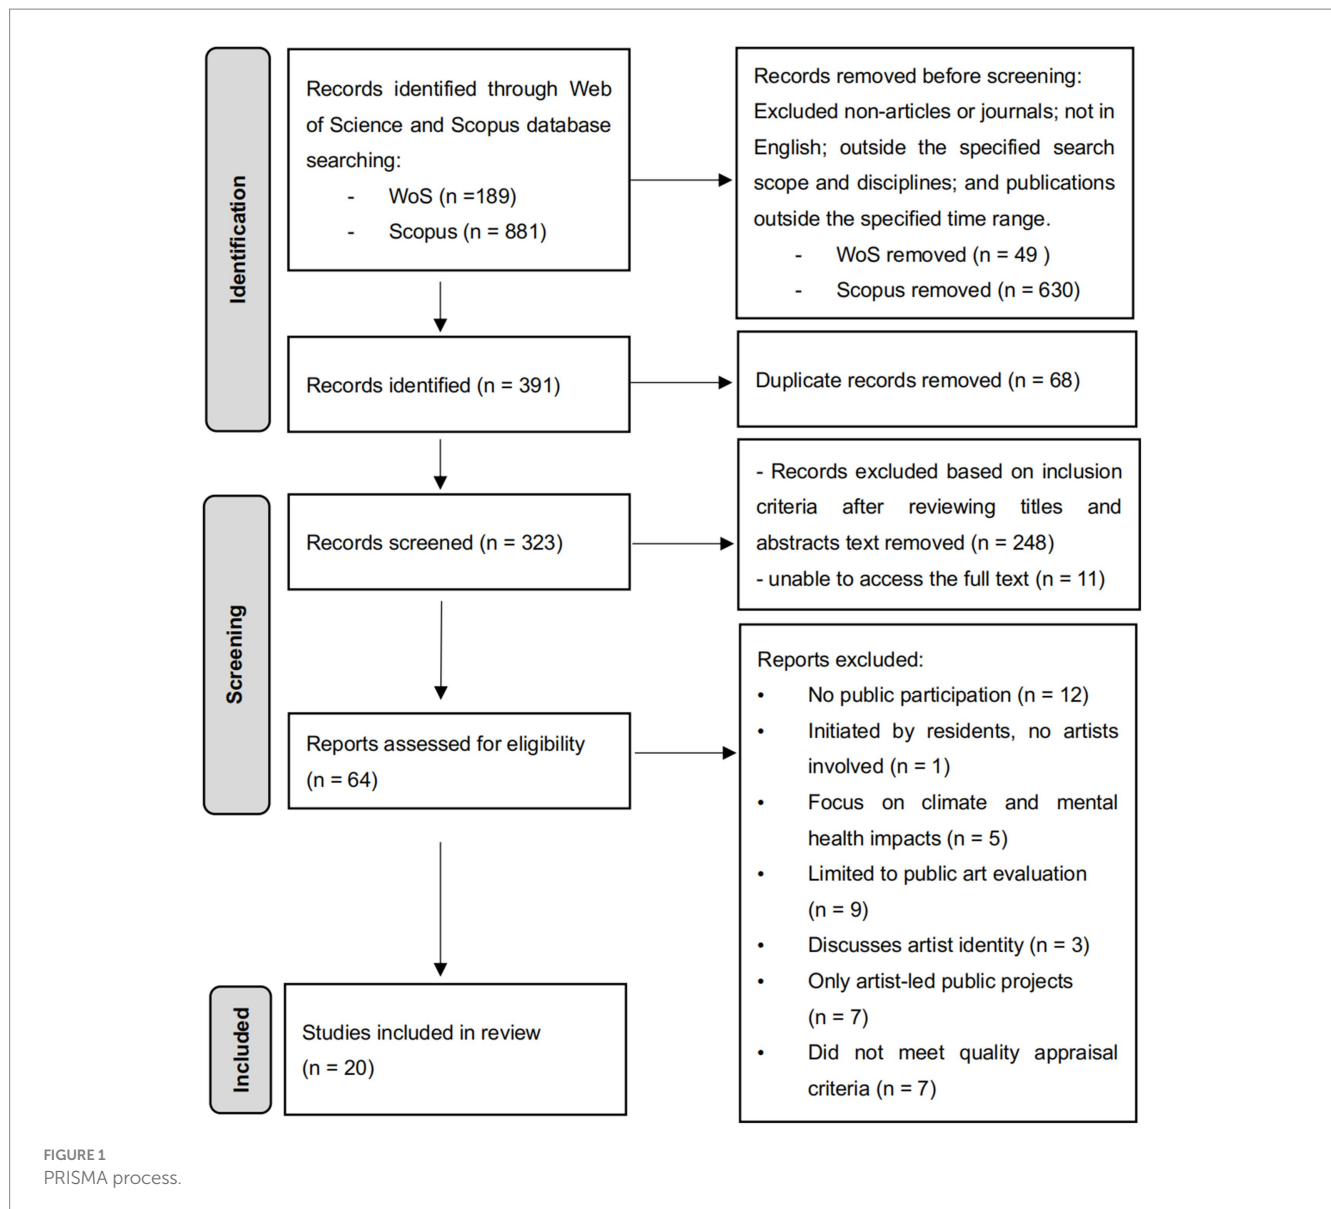 Identification
Records identified through Web
of Science and Scopus database
searching:
- WoS (n =189)
- Scopus (n = 881)
Records removed before screening:
Excluded non-articles or journals; not in
English; outside the specified search
scope and disciplines; and publications
outside the specified time range.
- WoS removed (n = 49 )
- Scopus removed (n = 630)
Records identified (n = 391)
Duplicate records removed (n = 68)
Screening
Records screened (n = 323)
- Records excluded based on inclusion
criteria after reviewing titles and
abstracts text removed (n = 248)
- unable to access the full text (n = 11)
Reports assessed for eligibility
(n = 64)
Reports excluded:
• No public participation (n = 12)
• Initiated by residents, no artists
involved (n = 1)
• Focus on climate and mental
health impacts (n = 5)
• Limited to public art evaluation
(n = 9)
• Discusses artist identity (n = 3)
• Only artist-led public projects
(n = 7)
• Did not meet quality appraisal
criteria (n = 7)
Included
Studies included in review
(n = 20)
FIGURE 1
PRISMA process.